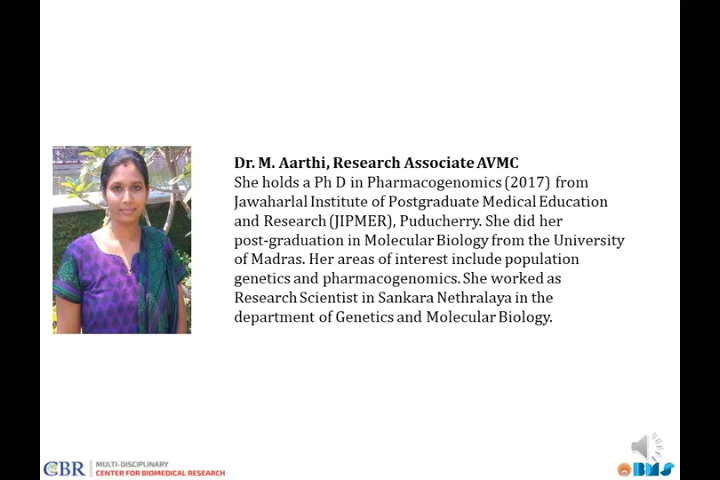 Dr. M. Aarthi, Research Associate AVMC
She holds a Ph D in Pharmacogenomics (2017) from
Jawaharlal Institute of Postgraduate Medical Education
and Research (JIPMER), Puducherry. She did her
post-graduation in Molecular Biology from the University
of Madras. Her areas of interest include population
genetics and pharmacogenomics. She worked as
Research Scientist in Sankara Nethralaya in the
department of Genetics and Molecular Biology.
CBR
MULTI-DISCIPLINARY
CENTER FOR BIOMEDICAL RESEARCH
BMS